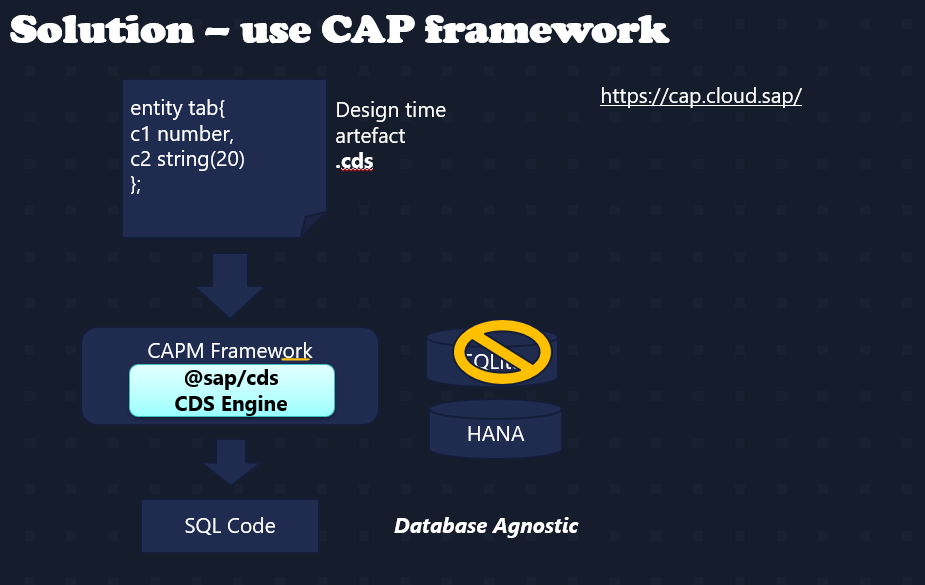 Solution – use CAP framework
https://cap.cloud.sap/
entity tab{
c1 number,
c2 string(20)
};
Design time
artefact
.cds
CAPM Framework
@sap/cds
CDS Engine
HANA
SQL Code
Database Agnostic